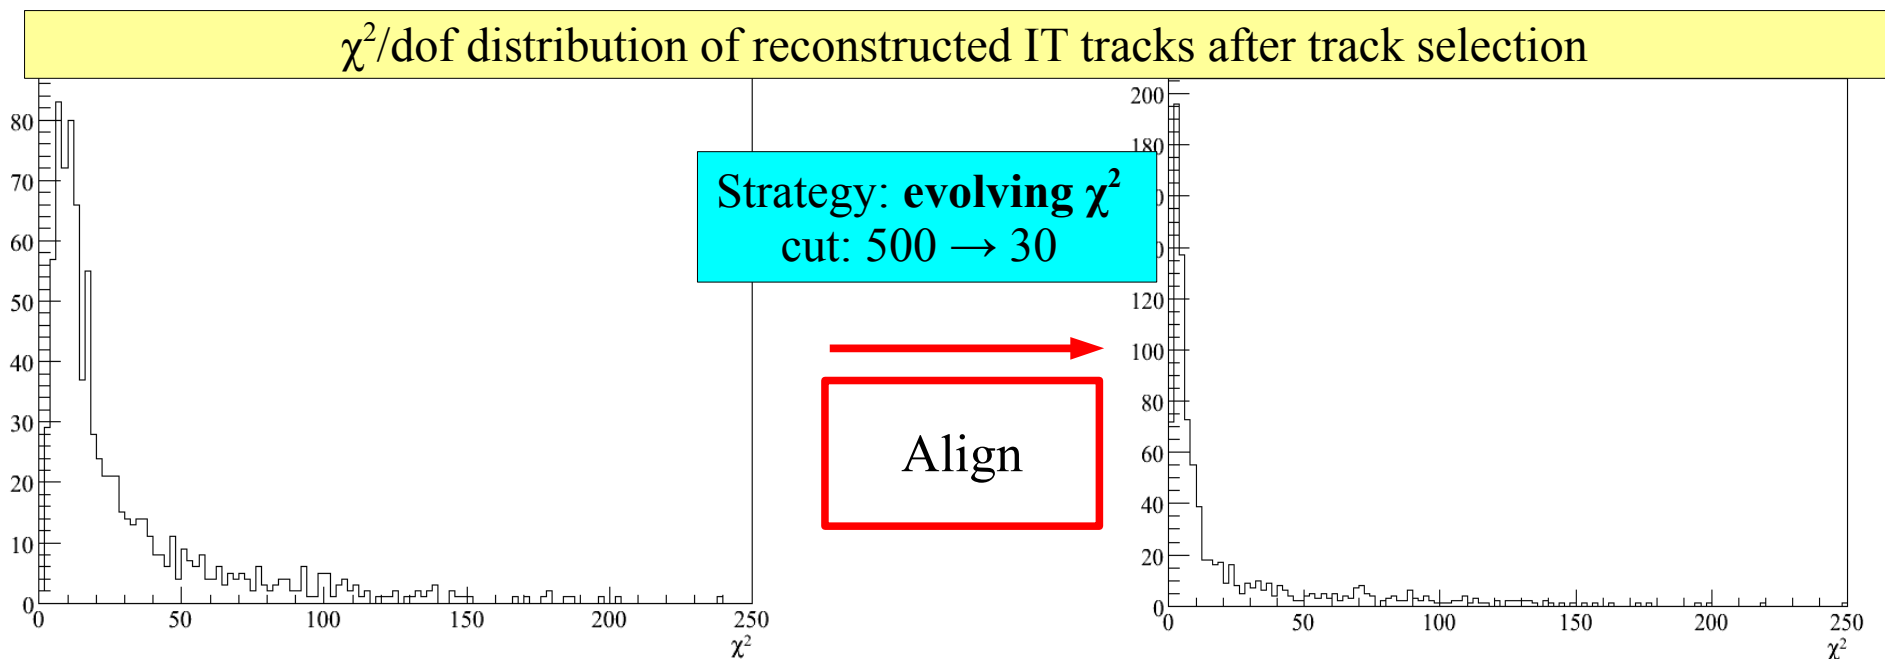 χ²/dof distribution of reconstructed IT tracks after track selection
80
70
60
50
40
30
20
10
0
0 50 100 150 200 250
χ²
Strategy: evolving χ²
cut: 500 → 30
Align
200
180
120
100
80
60
40
20
0
0 50 100 150 200 250
χ²